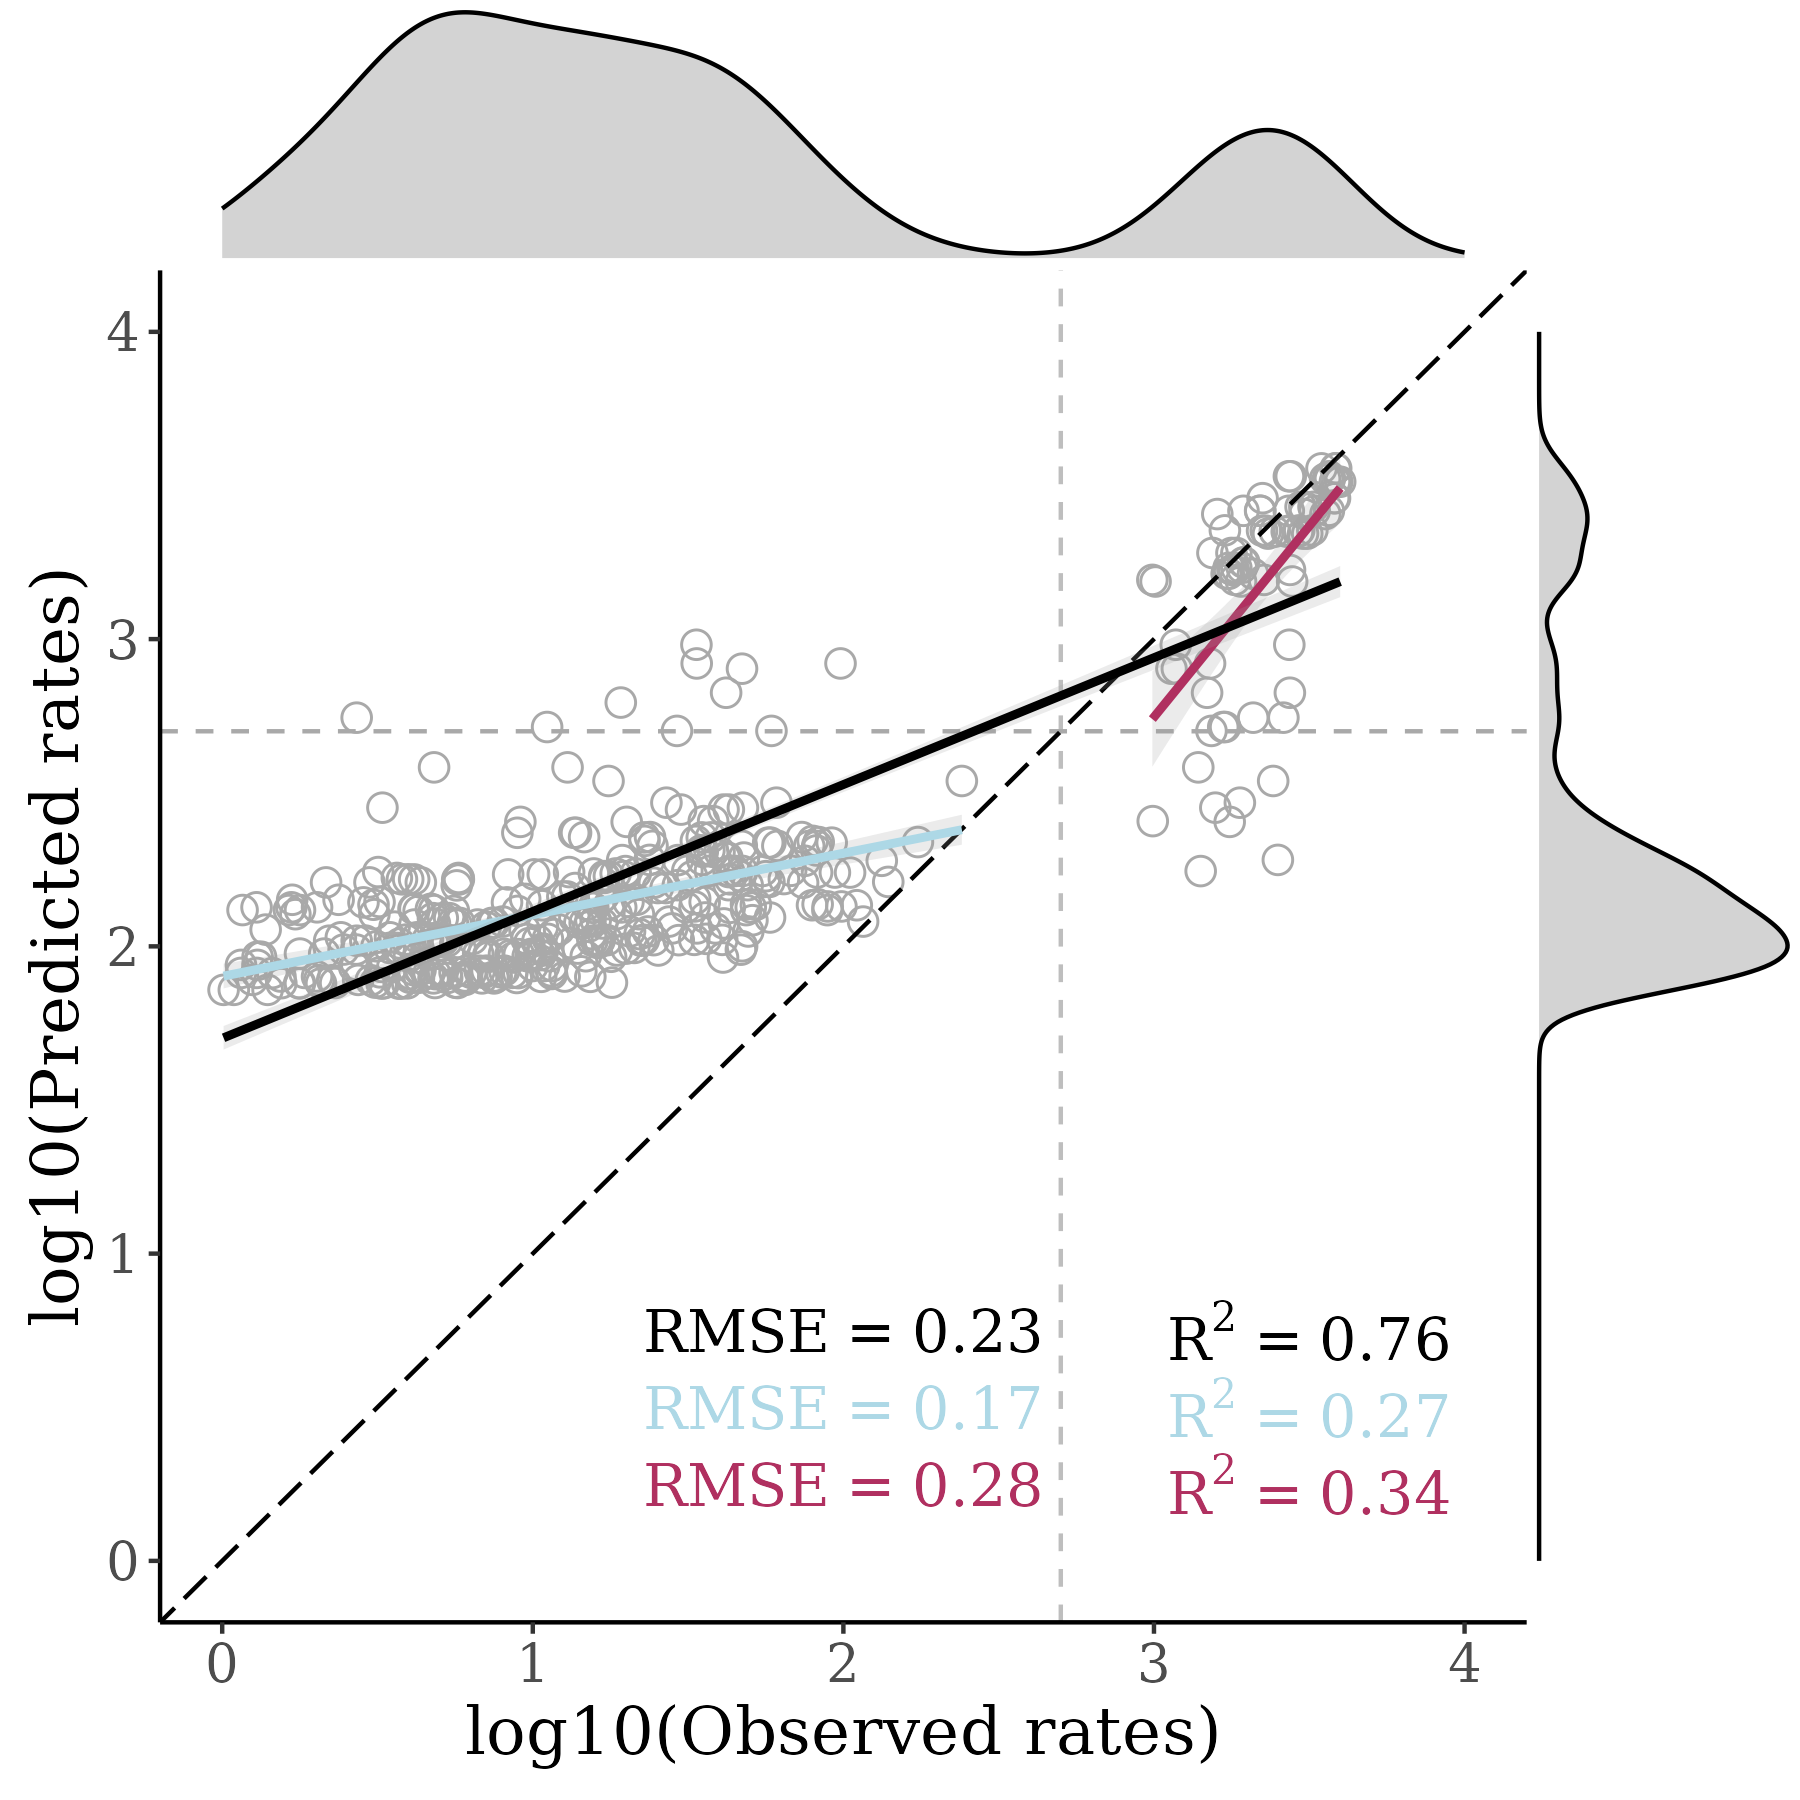 log10(Predicted rates)
4
3
2
1
0
RMSE = 0.23
R² = 0.76
RMSE = 0.17
R² = 0.27
RMSE = 0.28
R² = 0.34
0 1 2 3 4
log10(Observed rates)